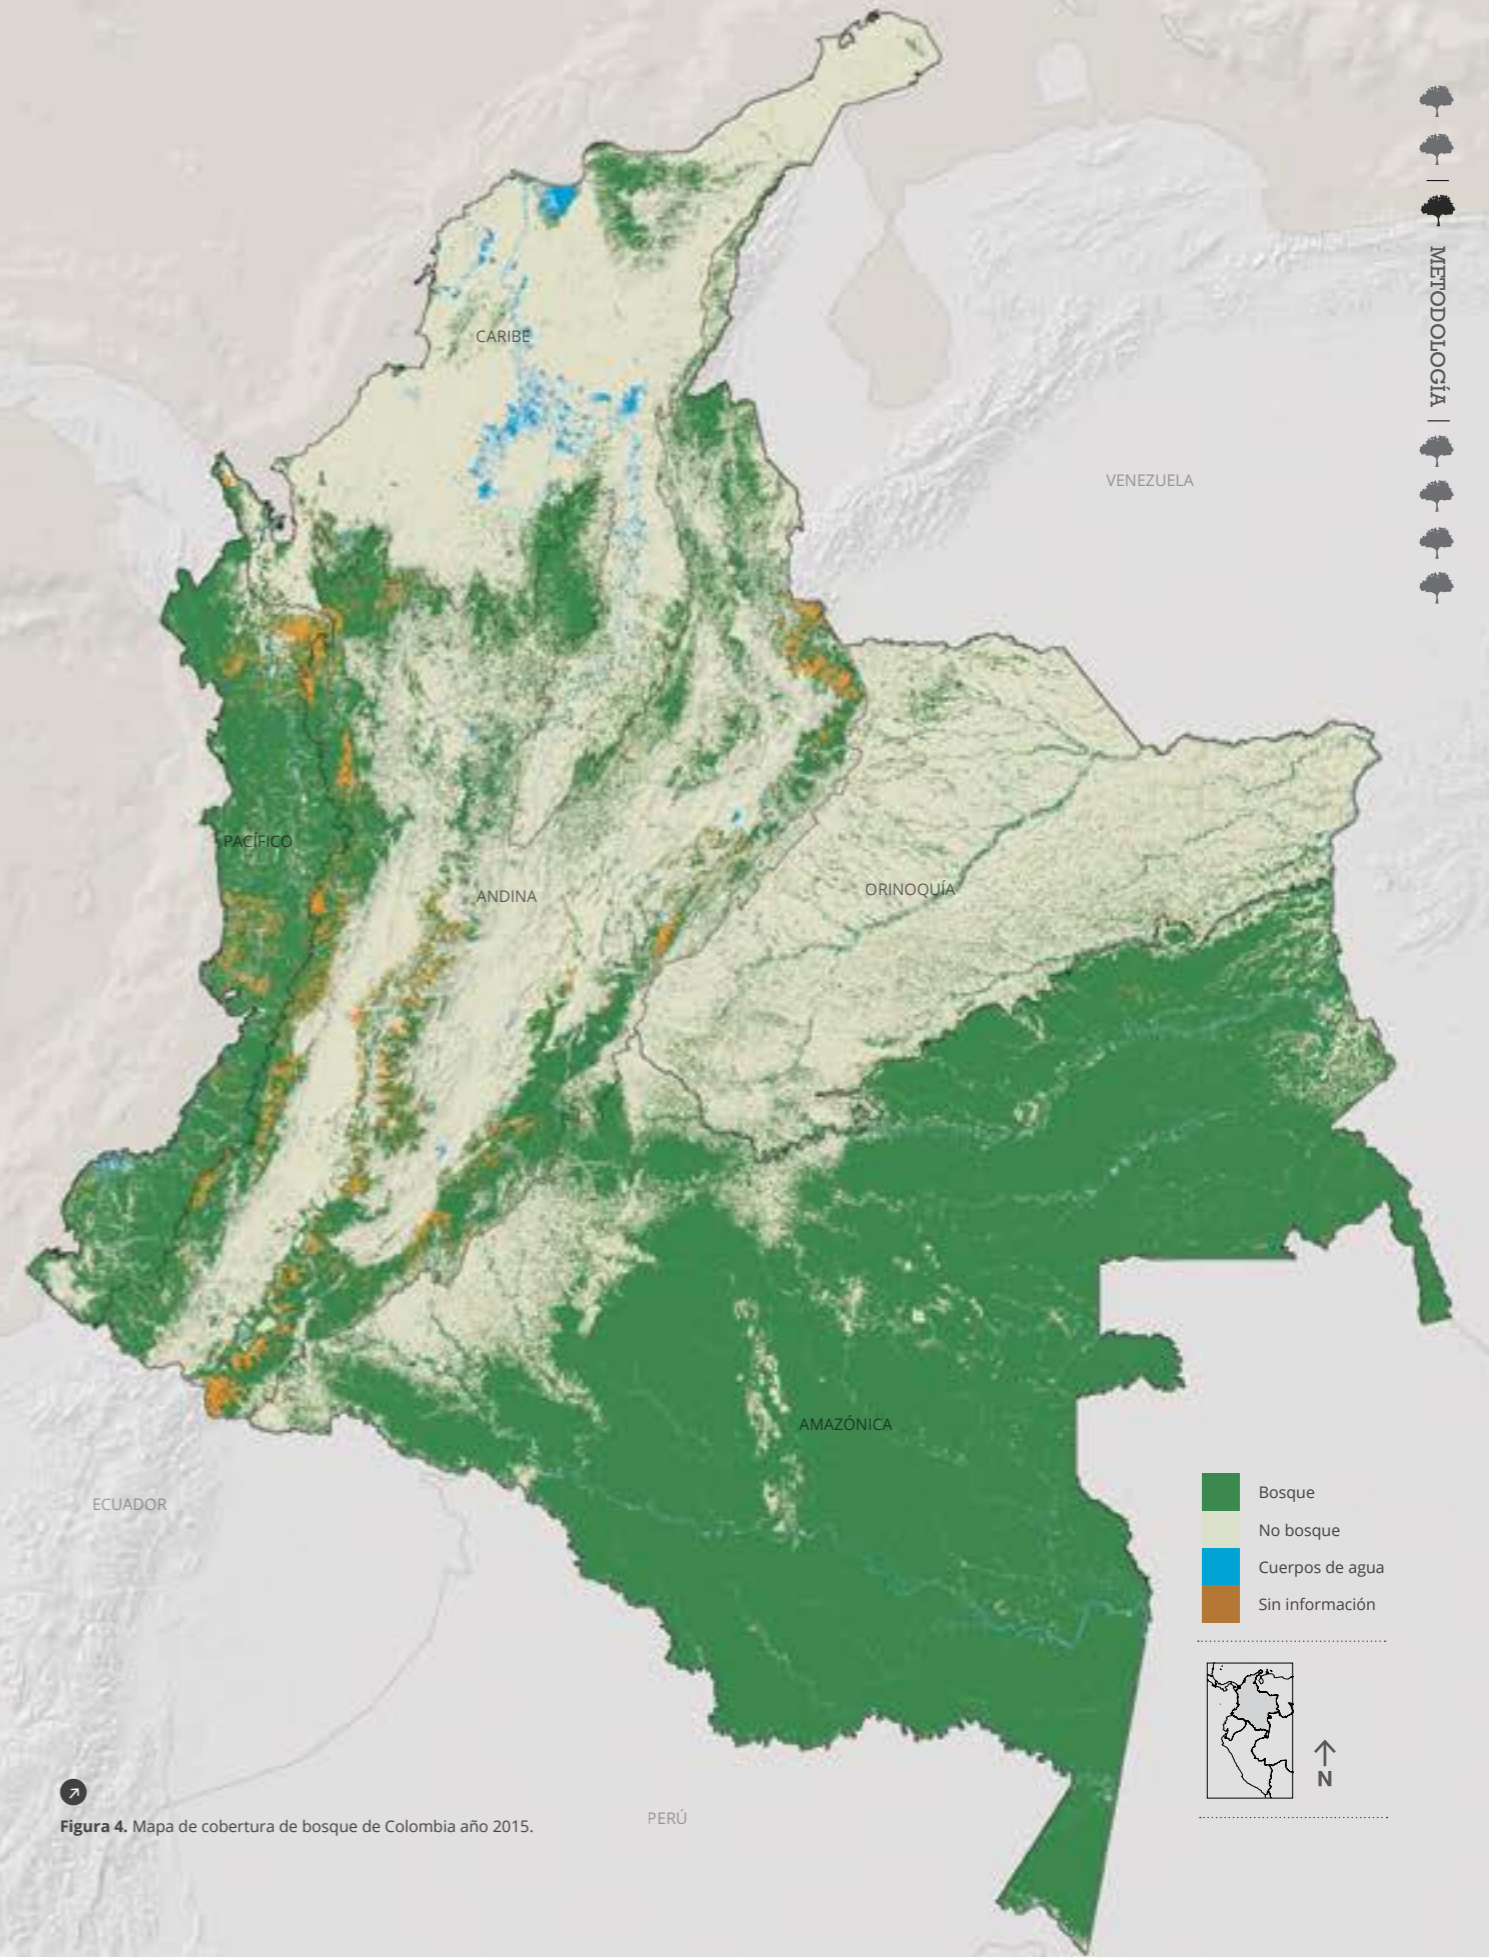 METODOLOGÍA
CARIBE
VENEZUELA
PACÍFICO
ANDINA
ORINOQUÍA
AMAZÓNICA
ECUADOR
Bosque
No bosque
Cuerpos de agua
Sin información
N
PERÚ
Figura 4. Mapa de cobertura de bosque de Colombia año 2015.